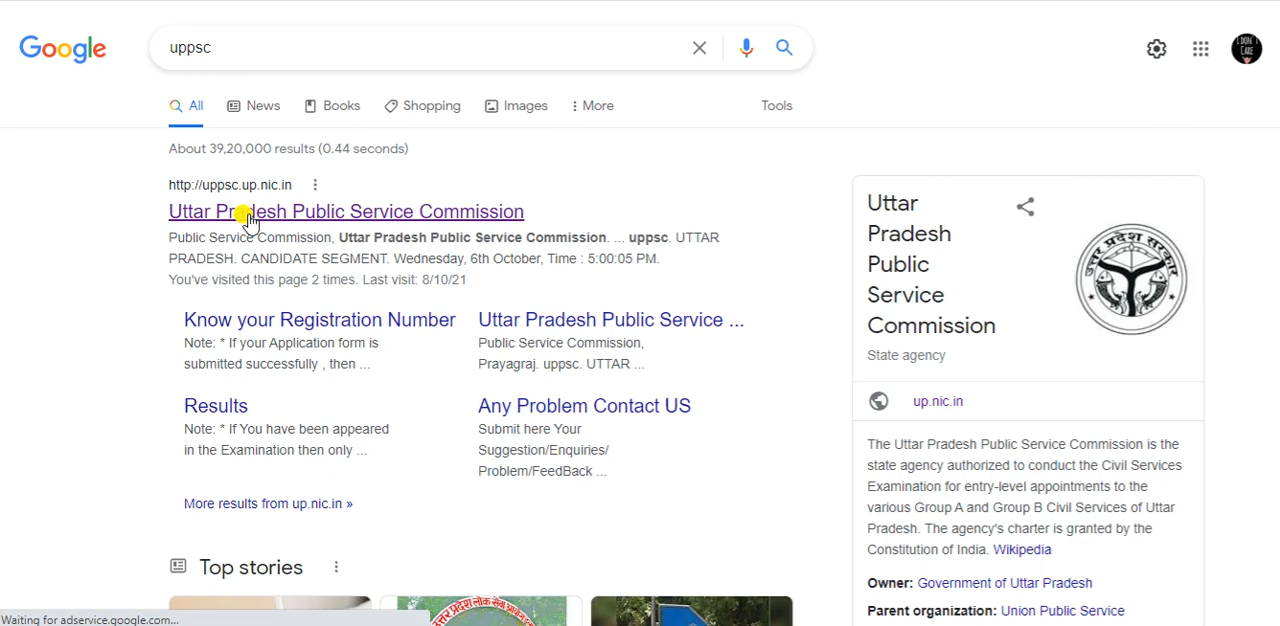 Google
uppsc
All
News
Books
Shopping
Images
More
Tools
About 39,20,000 results (0.44 seconds)
http://uppsc.up.nic.in
Uttar Pradesh Public Service Commission
Public Service Commission, Uttar Pradesh Public Service Commission. ... uppsc. UTTAR
PRADESH. CANDIDATE SEGMENT. Wednesday, 6th October, Time : 5:00:05 PM.
You've visited this page 2 times. Last visit: 8/10/21
Know your Registration Number
Note: * If your Application form is
submitted successfully , then ...
Uttar Pradesh Public Service ...
Public Service Commission,
Prayagraj. uppsc. UTTAR ...
Results
Note: * If You have been appeared
in the Examination then only ...
Any Problem Contact US
Submit here Your
Suggestion/Enquiries/
Problem/FeedBack ...
More results from up.nic.in »
Top stories
Waiting for adservice.google.com...
Uttar
Pradesh
Public
Service
Commission
State agency
उत्तर प्रदेश सरकार
up.nic.in
The Uttar Pradesh Public Service Commission is the
state agency authorized to conduct the Civil Services
Examination for entry-level appointments to the
various Group A and Group B Civil Services of Uttar
Pradesh. The agency's charter is granted by the
Constitution of India. Wikipedia
Owner: Government of Uttar Pradesh
Parent organization: Union Public Service
I DON'T
CARE